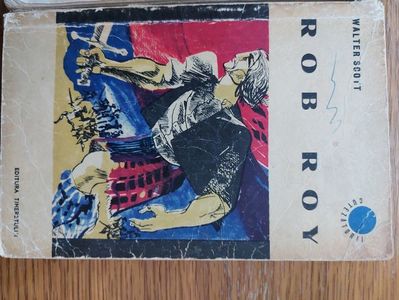 WALTER SCOTT
ROB ROY
EDITURA TINERETULUI